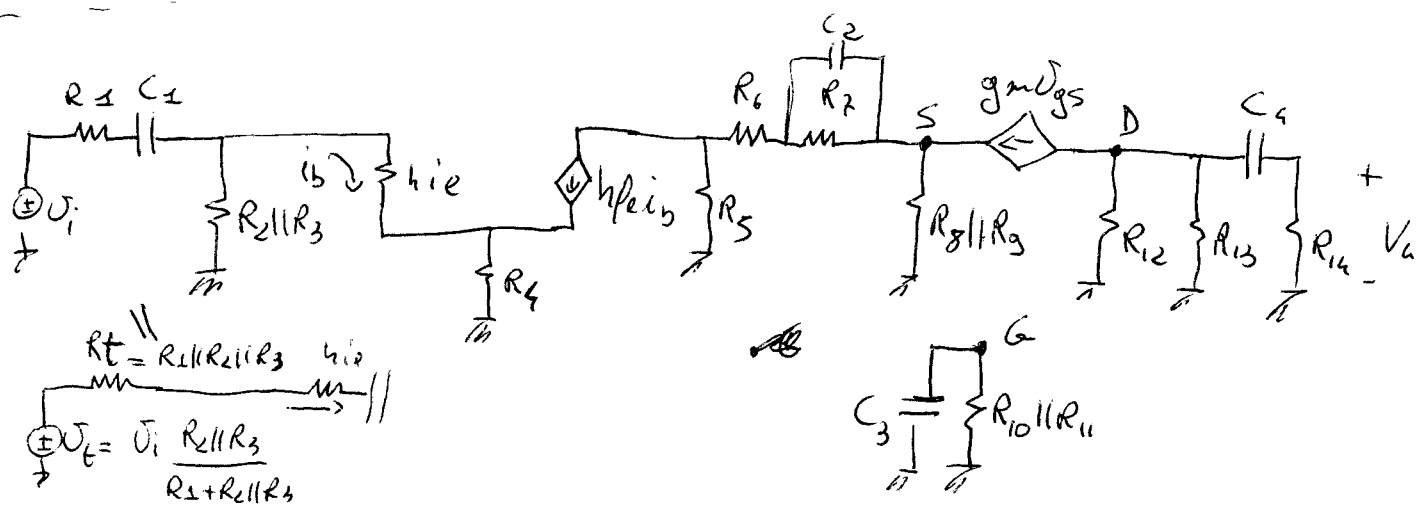 C2
R1 C1
R6 R7 S gmVgs D C4
ib hie hfeib
+
Vi R2||R3 R5 R8||R9 R12 R13 R14 Vu
-
R4
Rt = R1||R2||R3 hie
G
C3 R10||R11
Vt = Vi R2||R3
R1+R2||R3